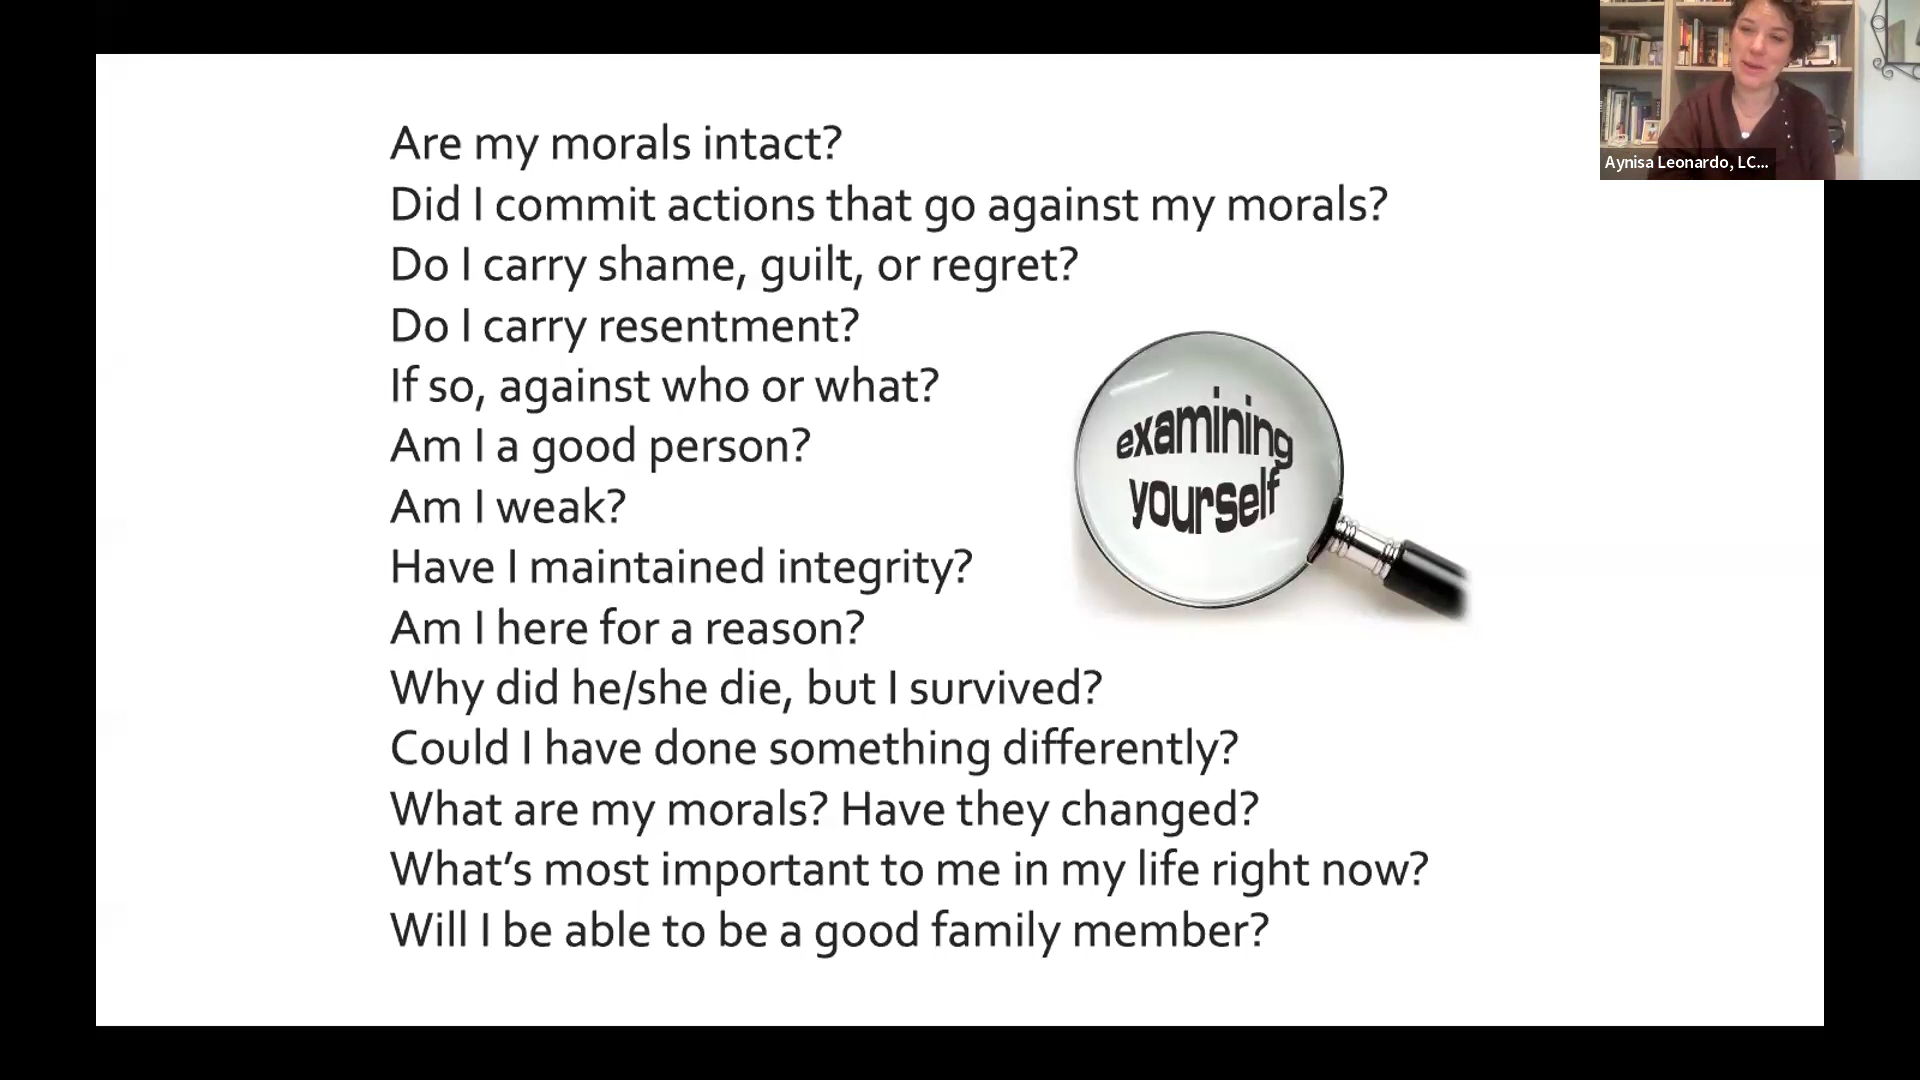 Are my morals intact?
Did I commit actions that go against my morals?
Do I carry shame, guilt, or regret?
Do I carry resentment?
If so, against who or what?
Am I a good person?
Am I weak?
Have I maintained integrity?
Am I here for a reason?
Why did he/she die, but I survived?
Could I have done something differently?
What are my morals? Have they changed?
What's most important to me in my life right now?
Will I be able to be a good family member?
examining
yourself
Aynisa Leonardo, LC...